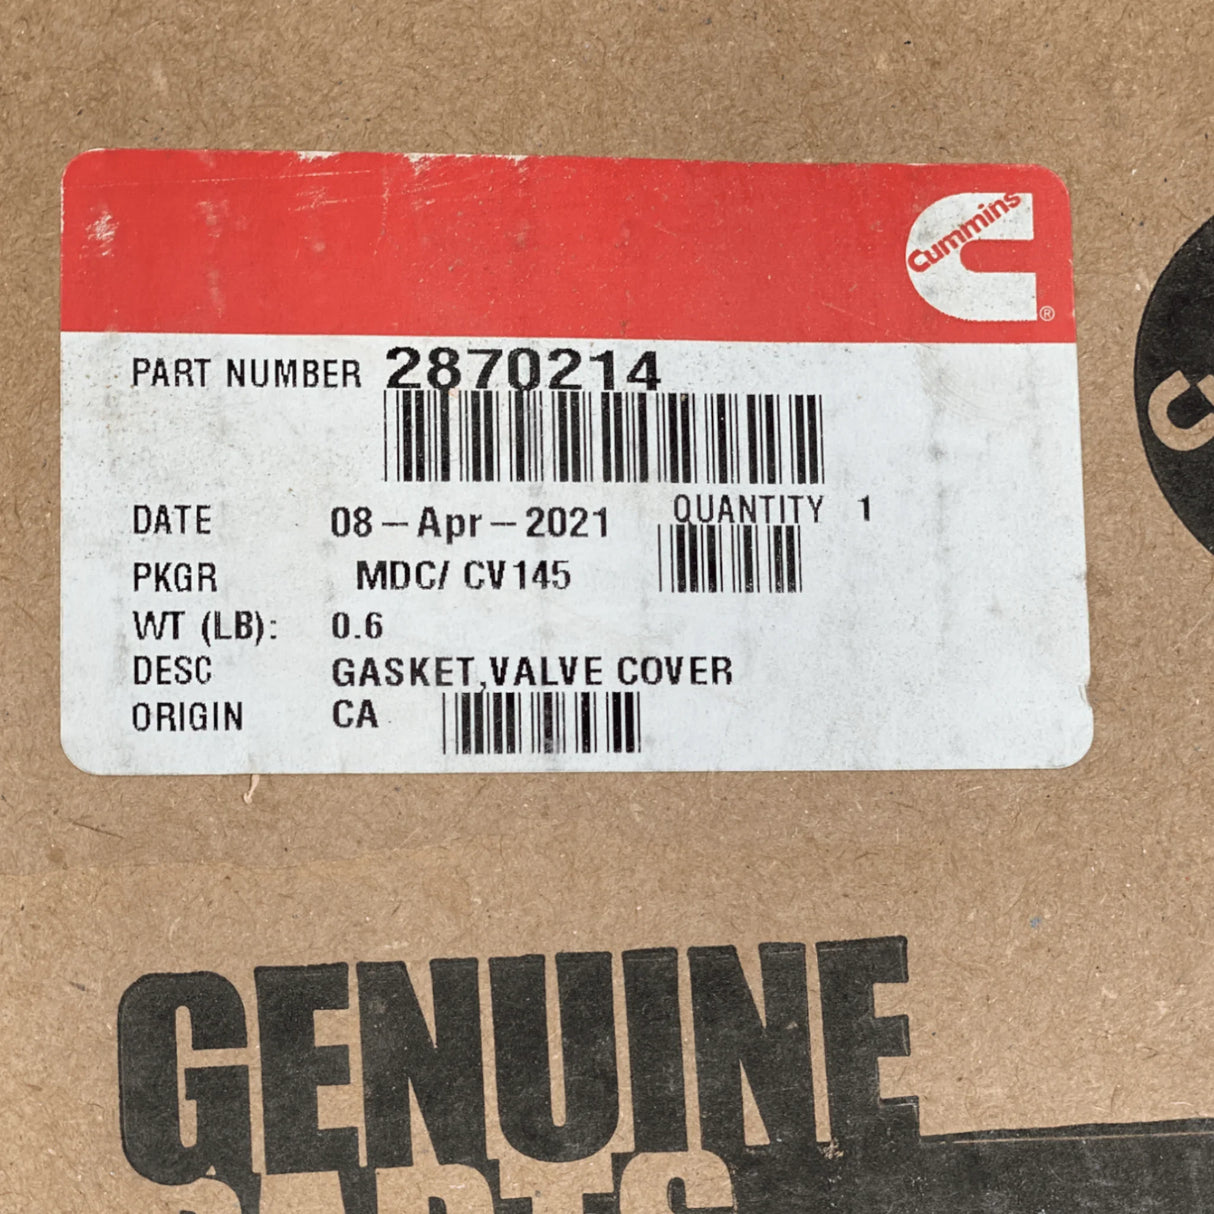 Cummins
®
PART NUMBER 2870214
DATE 08-Apr-2021 QUANTITY 1
PKGR MDC/ CV145
WT (LB): 0.6
DESC GASKET,VALVE COVER
ORIGIN CA
GENUINE
PARTS